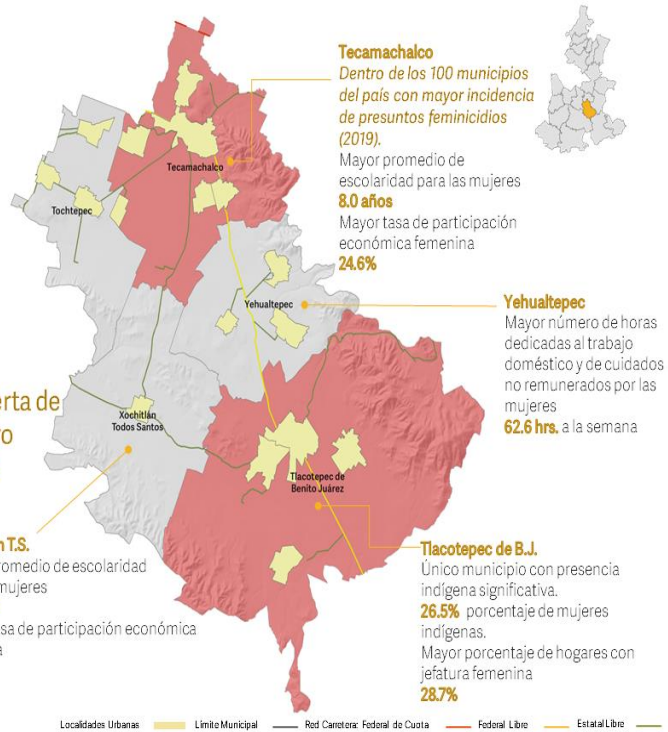 Tecamachalco
Dentro de los 100 municipios
del país con mayor incidencia
de presuntos feminicidios
(2019).
Mayor promedio de
escolaridad para las mujeres
8.0 años
Mayor tasa de participación
económica femenina
24.6%
Tecamachalco
Tochtepec
Yehualtepec
Yehualtepec
Mayor número de horas
dedicadas al trabajo
doméstico y de cuidados
no remunerados por las
mujeres
62.6 hrs. a la semana
de
Xochitlán
Todos Santos
Tlacotepec de
Benito Juárez
T.S.
de escolaridad
mujeres
de participación económica
Tlacotepec de B.J.
Único municipio con presencia
indígena significativa.
26.5% porcentaje de mujeres
indígenas.
Mayor porcentaje de hogares con
jefatura femenina
28.7%
Localidades Urbanas Límite Municipal Red Carretera: Federal de Cuota Federal Libre Estatal Libre